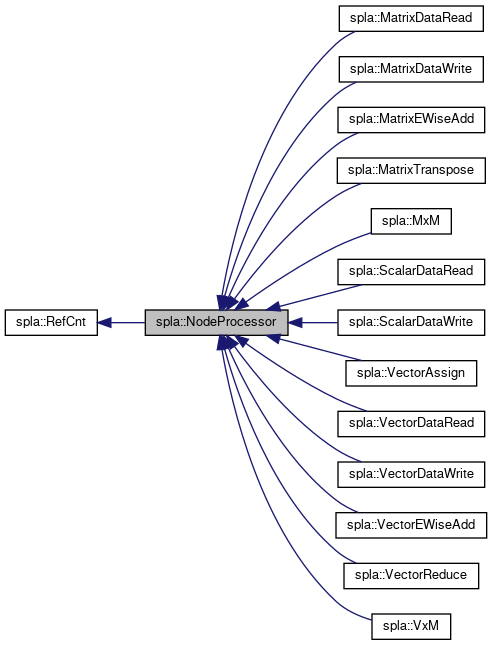 spla::MatrixDataRead
spla::MatrixDataWrite
spla::MatrixEWiseAdd
spla::MatrixTranspose
spla::MxM
spla::ScalarDataRead
spla::RefCnt
spla::NodeProcessor
spla::ScalarDataWrite
spla::VectorAssign
spla::VectorDataRead
spla::VectorDataWrite
spla::VectorEWiseAdd
spla::VectorReduce
spla::VxM